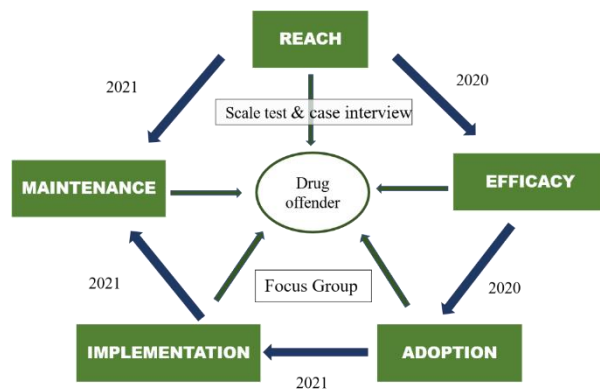 REACH
2021
2020
Scale test & case interview
MAINTENANCE
Drug
offender
EFFICACY
2021
Focus Group
2020
IMPLEMENTATION
ADOPTION
2021